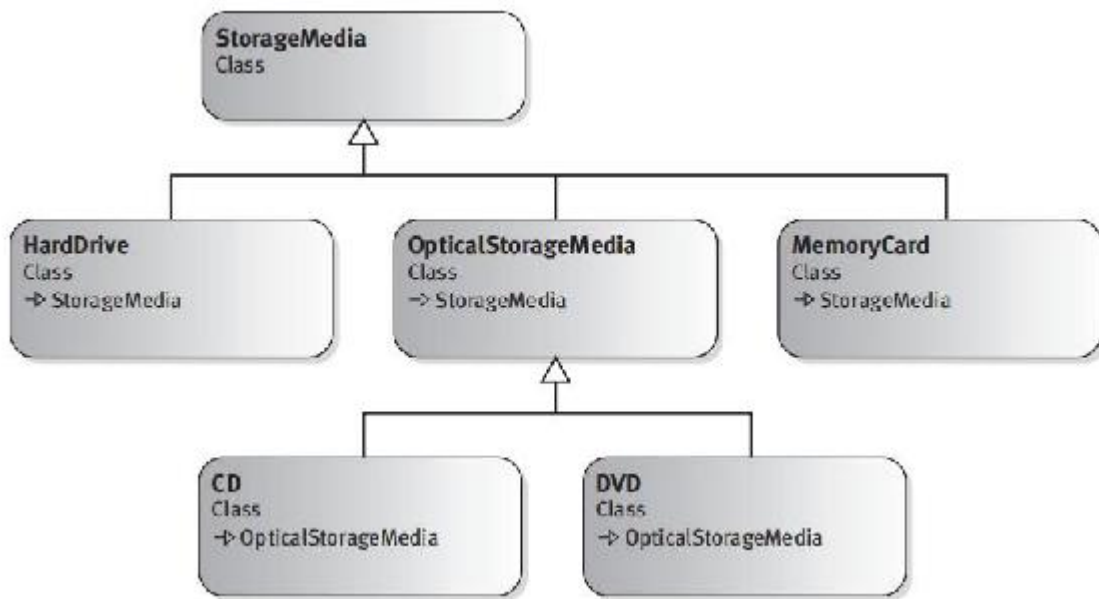 StorageMedia
Class
HardDrive
Class
StorageMedia
OpticalStorageMedia
Class
StorageMedia
MemoryCard
Class
StorageMedia
CD
Class
OpticalStorageMedia
DVD
Class
OpticalStorageMedia